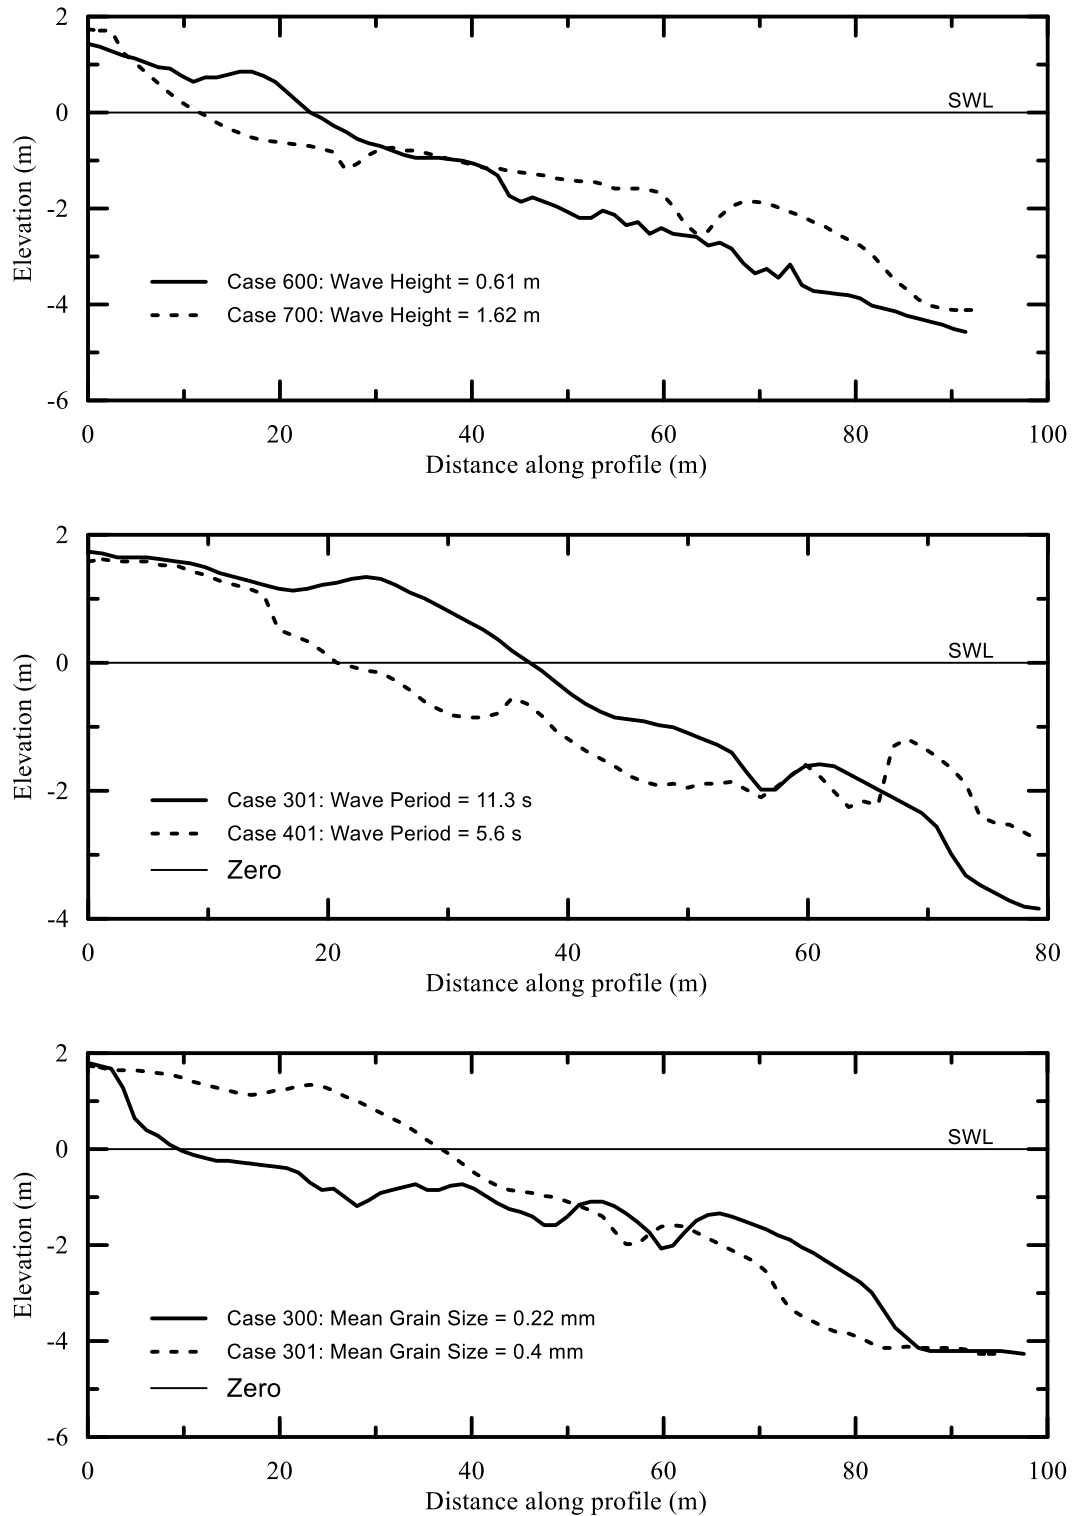 2
0
-2
-4
-6
Elevation (m)
SWL
Case 600: Wave Height = 0.61 m
Case 700: Wave Height = 1.62 m
0 20 40 60 80 100
Distance along profile (m)
2
0
-2
-4
Elevation (m)
SWL
Case 301: Wave Period = 11.3 s
Case 401: Wave Period = 5.6 s
Zero
0 20 40 60 80
Distance along profile (m)
2
0
-2
-4
-6
Elevation (m)
SWL
Case 300: Mean Grain Size = 0.22 mm
Case 301: Mean Grain Size = 0.4 mm
Zero
0 20 40 60 80 100
Distance along profile (m)